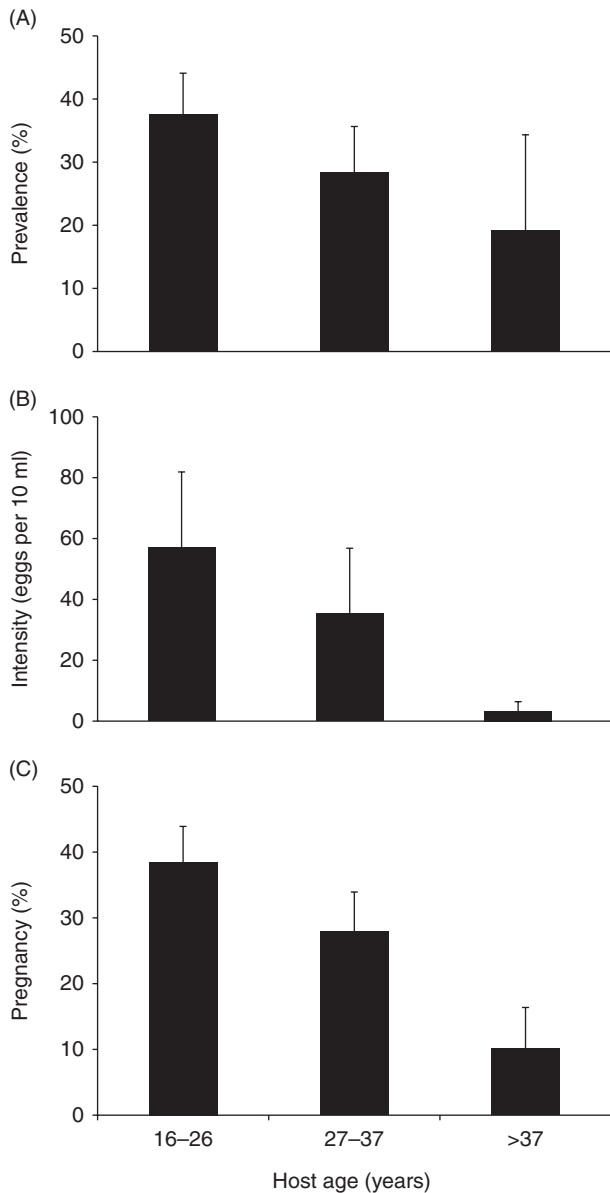 (A)
50
40
30
20
10
0
Prevalence (%)
(B)
100
80
60
40
20
0
Intensity (eggs per 10 ml)
(C)
50
40
30
20
10
0
Pregnancy (%)
16–26 27–37 >37
Host age (years)